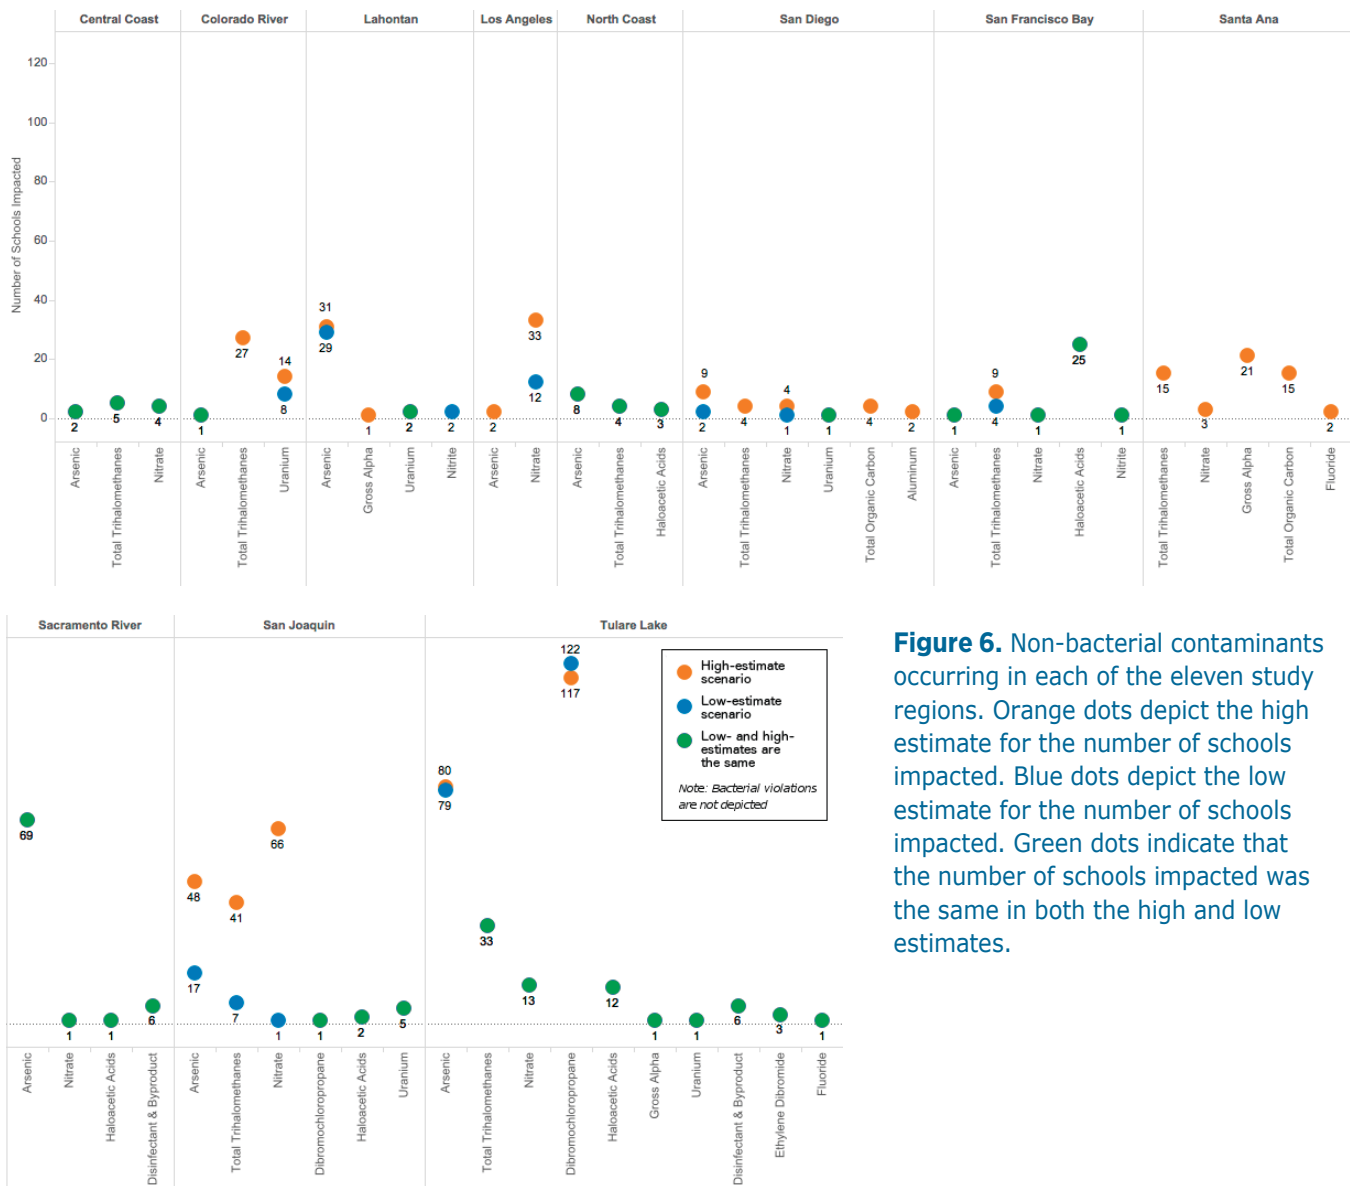 Central Coast
Colorado River
Lahontan
Los Angeles
North Coast
San Diego
San Francisco Bay
Santa Ana
Number of Schools Impacted
120
100
80
60
40
20
0
2
5
4
1
27
14
8
31
29
1
2
2
2
33
12
8
4
3
9
2
4
4
1
1
4
2
1
9
4
1
25
1
15
3
21
15
2
Arsenic
Total Trihalomethanes
Nitrate
Arsenic
Total Trihalomethanes
Uranium
Arsenic
Gross Alpha
Uranium
Nitrite
Arsenic
Nitrate
Arsenic
Total Trihalomethanes
Haloacetic Acids
Arsenic
Total Trihalomethanes
Nitrate
Uranium
Total Organic Carbon
Aluminum
Arsenic
Total Trihalomethanes
Nitrate
Haloacetic Acids
Nitrite
Total Trihalomethanes
Nitrate
Gross Alpha
Total Organic Carbon
Fluoride
Sacramento River
San Joaquin
Tulare Lake
69
1
1
6
48
17
41
7
66
1
1
2
5
80
79
33
13
122
117
12
1
1
6
3
1
Arsenic
Nitrate
Haloacetic Acids
Disinfectant & Byproduct
Arsenic
Total Trihalomethanes
Nitrate
Dibromochloropropane
Haloacetic Acids
Uranium
Arsenic
Total Trihalomethanes
Nitrate
Dibromochloropropane
Haloacetic Acids
Gross Alpha
Uranium
Disinfectant & Byproduct
Ethylene Dibromide
Fluoride
High-estimate
scenario
Low-estimate
scenario
Low- and high-
estimates are
the same
Note: Bacterial violations
are not depicted
Figure 6. Non-bacterial contaminants
occurring in each of the eleven study
regions. Orange dots depict the high
estimate for the number of schools
impacted. Blue dots depict the low
estimate for the number of schools
impacted. Green dots indicate that
the number of schools impacted was
the same in both the high and low
estimates.